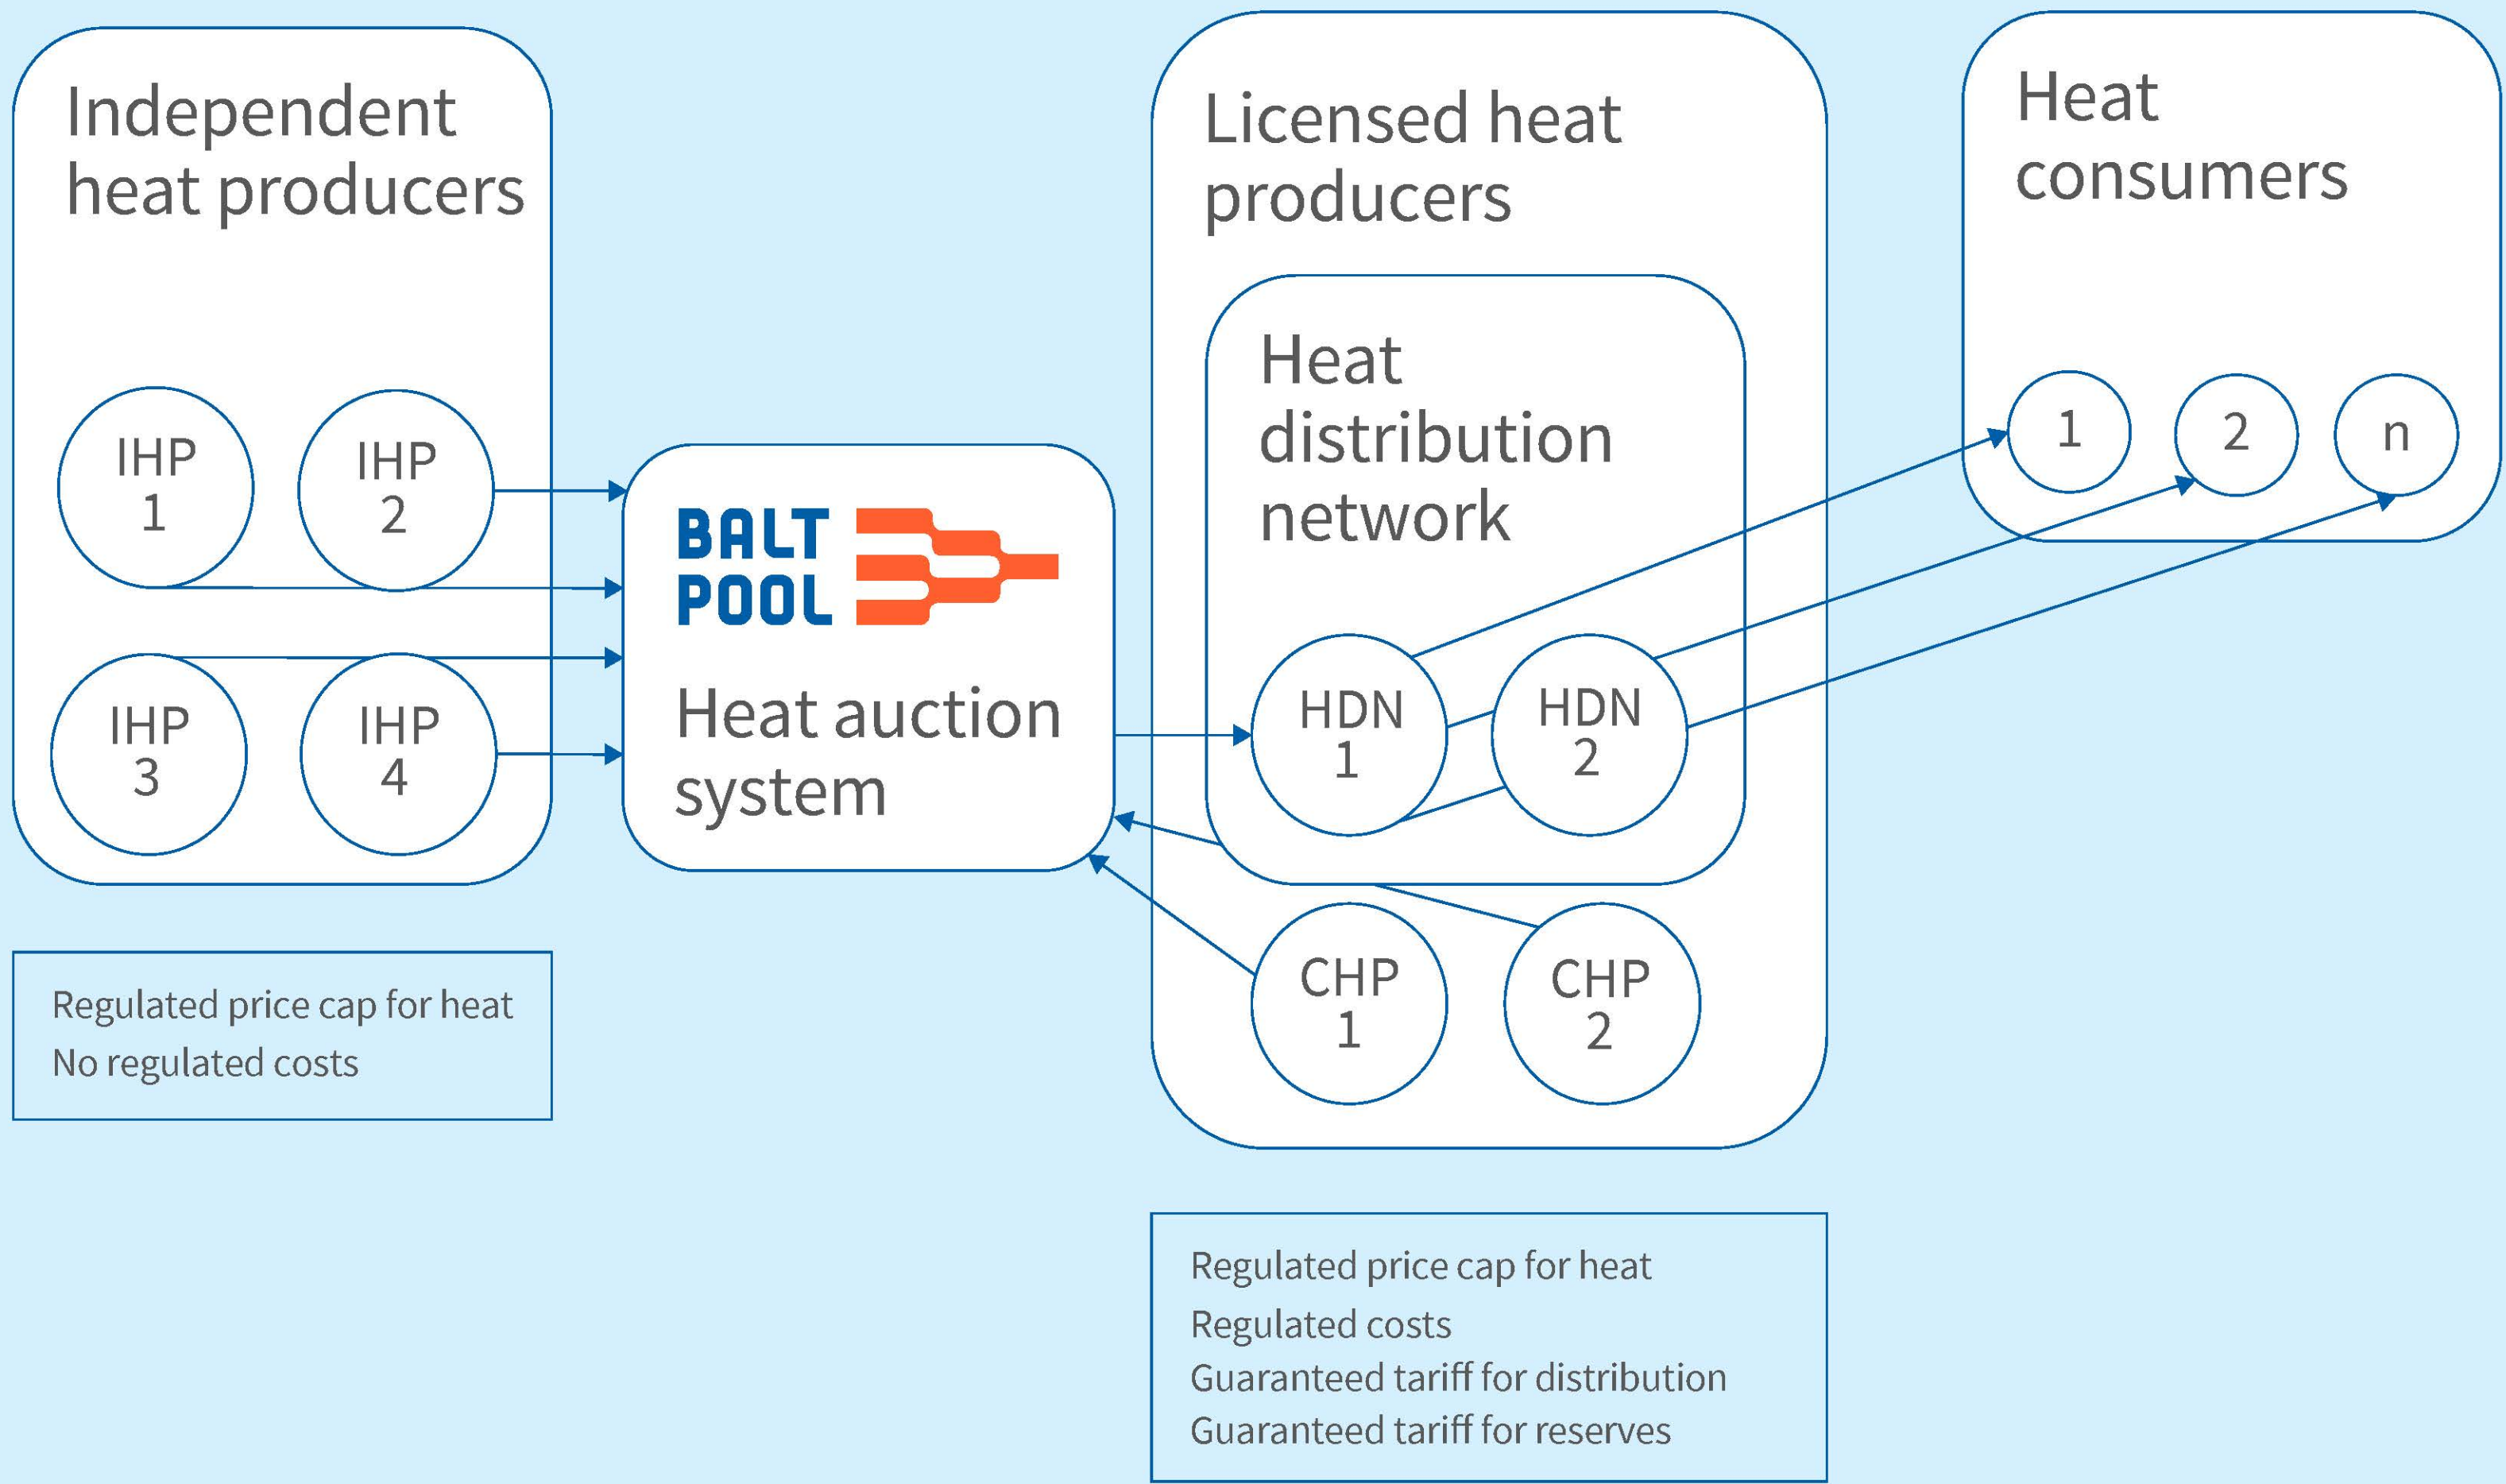 Independent
heat producers
IHP
1
IHP
2
IHP
3
IHP
4
Regulated price cap for heat
No regulated costs
BALT
POOL
Heat auction
system
Licensed heat
producers
Heat
distribution
network
HDN
1
HDN
2
CHP
1
CHP
2
Regulated price cap for heat
Regulated costs
Guaranteed tariff for distribution
Guaranteed tariff for reserves
Heat
consumers
1
2
n